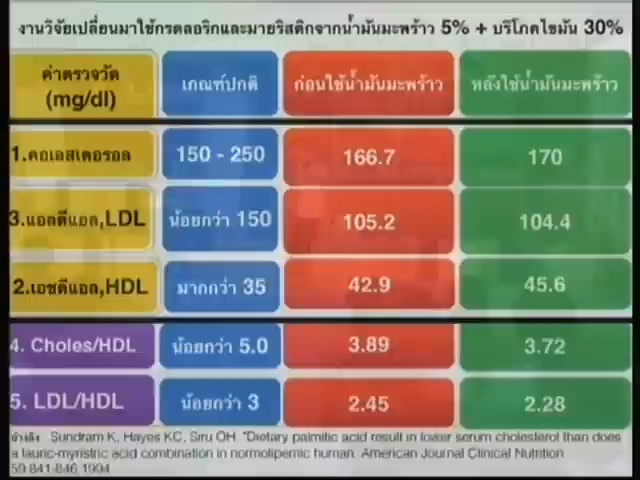 งานวิจัยเปลี่ยนมาใช้กรดลอริกและมายริสติกจากน้ำมันมะพร้าว 5% + บริโภคไขมัน 30%
ค่าตรวจวัด (mg/dl) เกณฑ์ปกติ ก่อนใช้น้ำมันมะพร้าว หลังใช้น้ำมันมะพร้าว
1.คอเลสเตอรอล 150 - 250 166.7 170
3.แอลดีแอล,LDL น้อยกว่า 150 105.2 104.4
2.เอชดีแอล,HDL มากกว่า 35 42.9 45.6
4. Choles/HDL น้อยกว่า 5.0 3.89 3.72
5. LDL/HDL น้อยกว่า 3 2.45 2.28
อ้างอิง Sundram K, Hayes KC, Siru OH "Dietary palmitic acid result in lower serum cholesterol than does
a lauric-myristric acid combination in normolipemic human. American Journal Clinical Nutrition
59:841-846,1994